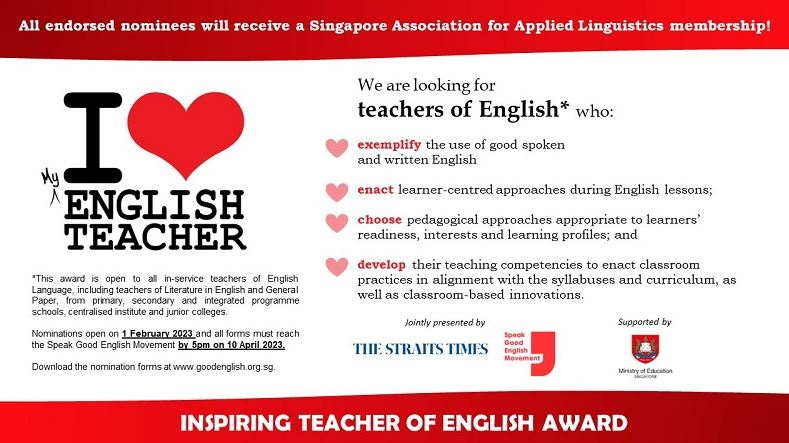 All endorsed nominees will receive a Singapore Association for Applied Linguistics membership!
I
My
ENGLISH
TEACHER
*This award is open to all in-service teachers of English
Language, including teachers of Literature in English and General
Paper, from primary, secondary and integrated programme
schools, centralised institute and junior colleges.
Nominations open on 1 February 2023 and all forms must reach
the Speak Good English Movement by 5pm on 10 April 2023.
Download the nomination forms at www.goodenglish.org.sg.
We are looking for
teachers of English* who:
exemplify the use of good spoken
and written English
enact learner-centred approaches during English lessons;
choose pedagogical approaches appropriate to learners’
readiness, interests and learning profiles; and
develop their teaching competencies to enact classroom
practices in alignment with the syllabuses and curriculum, as
well as classroom-based innovations.
Jointly presented by
THE STRAITS TIMES
Speak
Good
English
Movement
Supported by
Ministry of Education
SINGAPORE
INSPIRING TEACHER OF ENGLISH AWARD